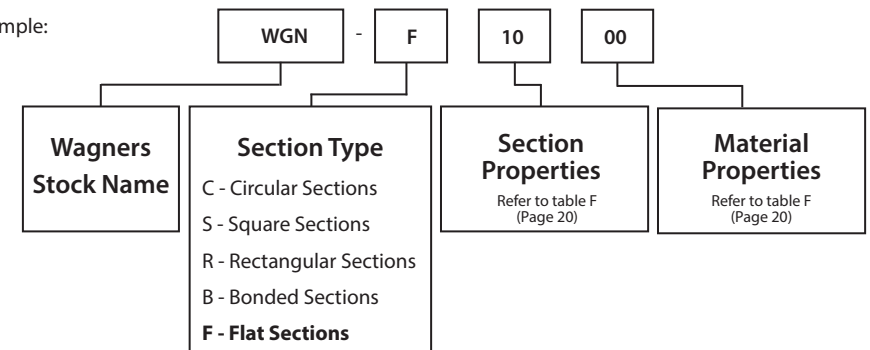 WGN - F 10 00
Wagners
Stock Name
Section Type
C - Circular Sections
S - Square Sections
R - Rectangular Sections
B - Bonded Sections
F - Flat Sections
Section
Properties
Refer to table F
(Page 20)
Material
Properties
Refer to table F
(Page 20)